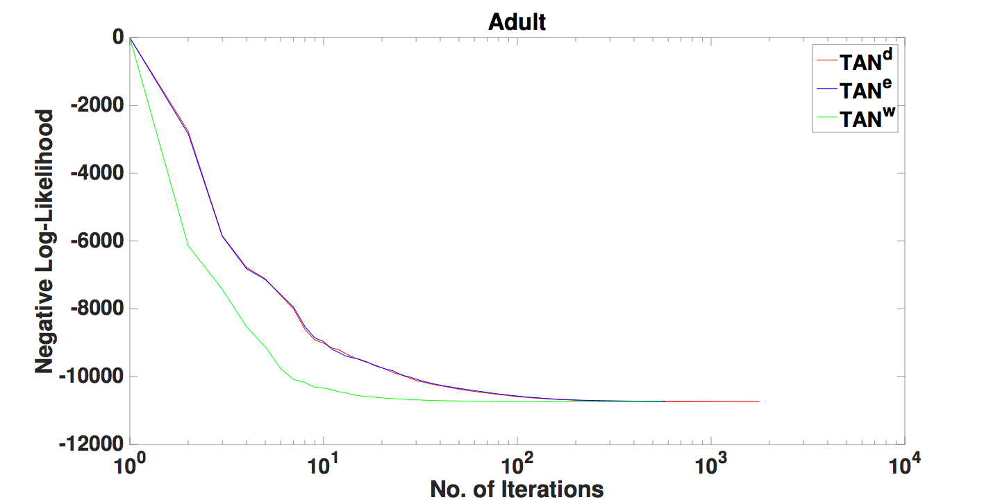 Adult
Negative Log-Likelihood
0
-2000
-4000
-6000
-8000
-10000
-12000
10^0
10^1
10^2
10^3
10^4
No. of Iterations
TAN^d
TAN^e
TAN^w